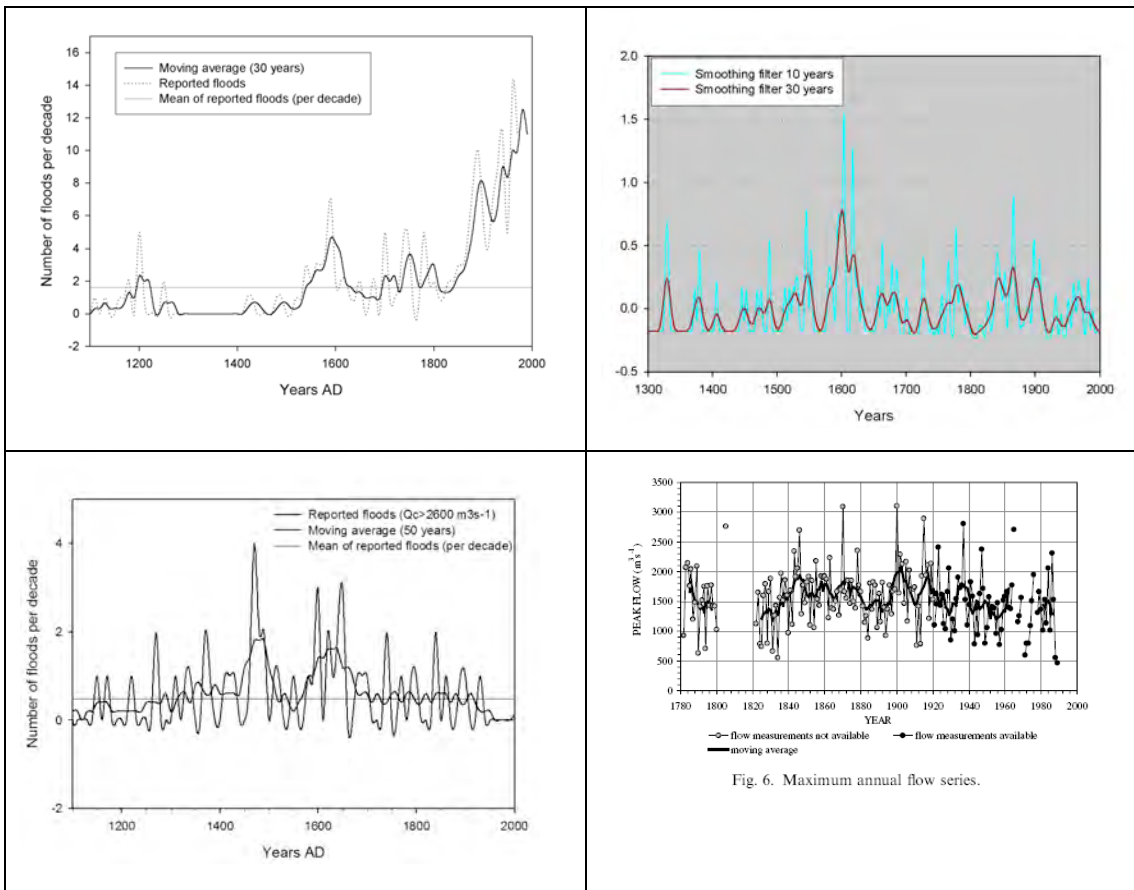 16
14
12
10
8
6
4
2
0
-2
Number of floods per decade
Moving average (30 years)
Reported floods
Mean of reported floods (per decade)
1200 1400 1600 1800 2000
Years AD
2.0
1.5
1.0
0.5
0.0
-0.5
Smoothing filter 10 years
Smoothing filter 30 years
1300 1400 1500 1600 1700 1800 1900 2000
Years
4
2
0
-2
Number of floods per decade
Reported floods (Qc>2600 m3s-1)
Moving average (50 years)
Mean of reported floods (per decade)
1200 1400 1600 1800 2000
Years AD
3500
3000
2500
2000
1500
1000
500
0
PEAK FLOW (m³s⁻¹)
1780 1800 1820 1840 1860 1880 1900 1920 1940 1960 1980 2000
YEAR
flow measurements not available flow measurements available
moving average
Fig. 6. Maximum annual flow series.